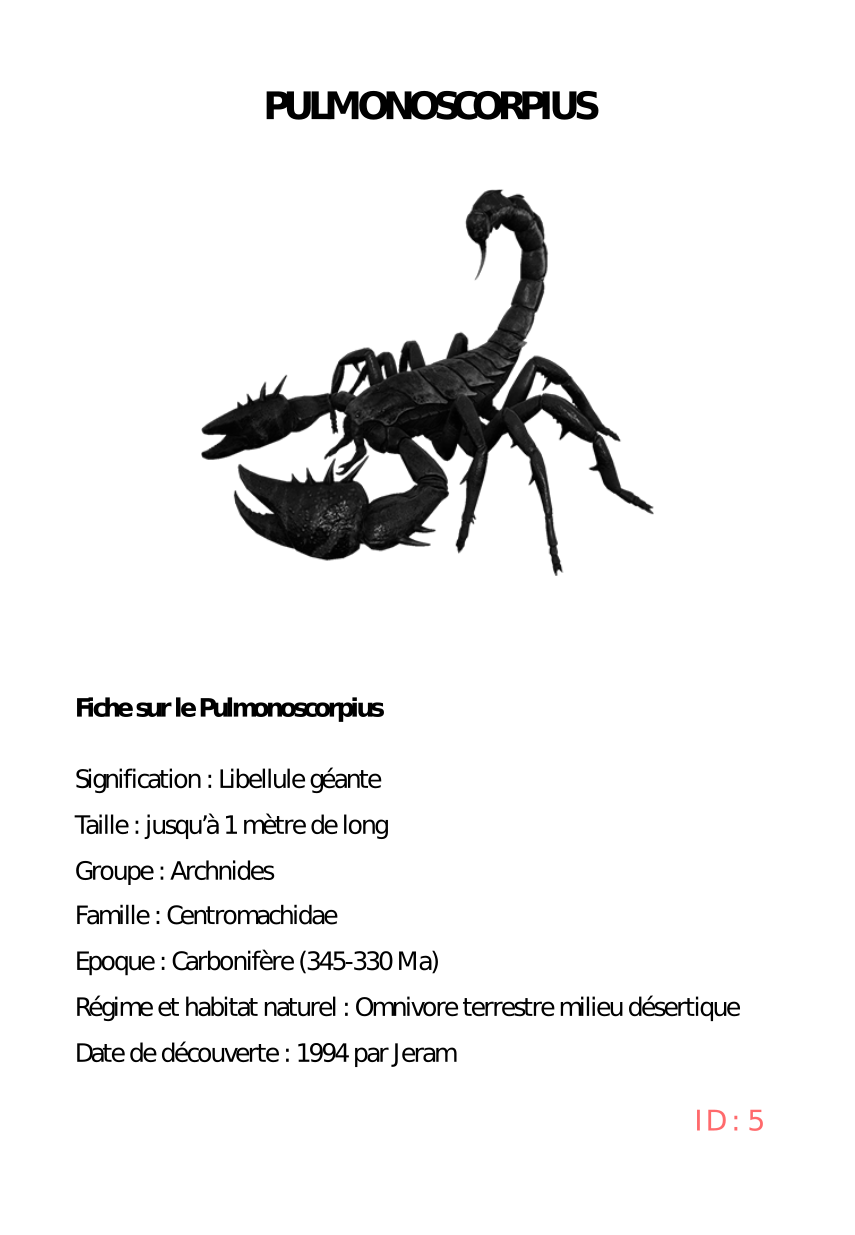 PULMONOSCORPIUS
Fiche sur le Pulmonoscorpius
Signification : Libellule géante
Taille : jusqu’à 1 mètre de long
Groupe : Archnides
Famille : Centromachidae
Epoque : Carbonifère (345-330 Ma)
Régime et habitat naturel : Omnivore terrestre milieu désertique
Date de découverte : 1994 par Jeram
ID : 5